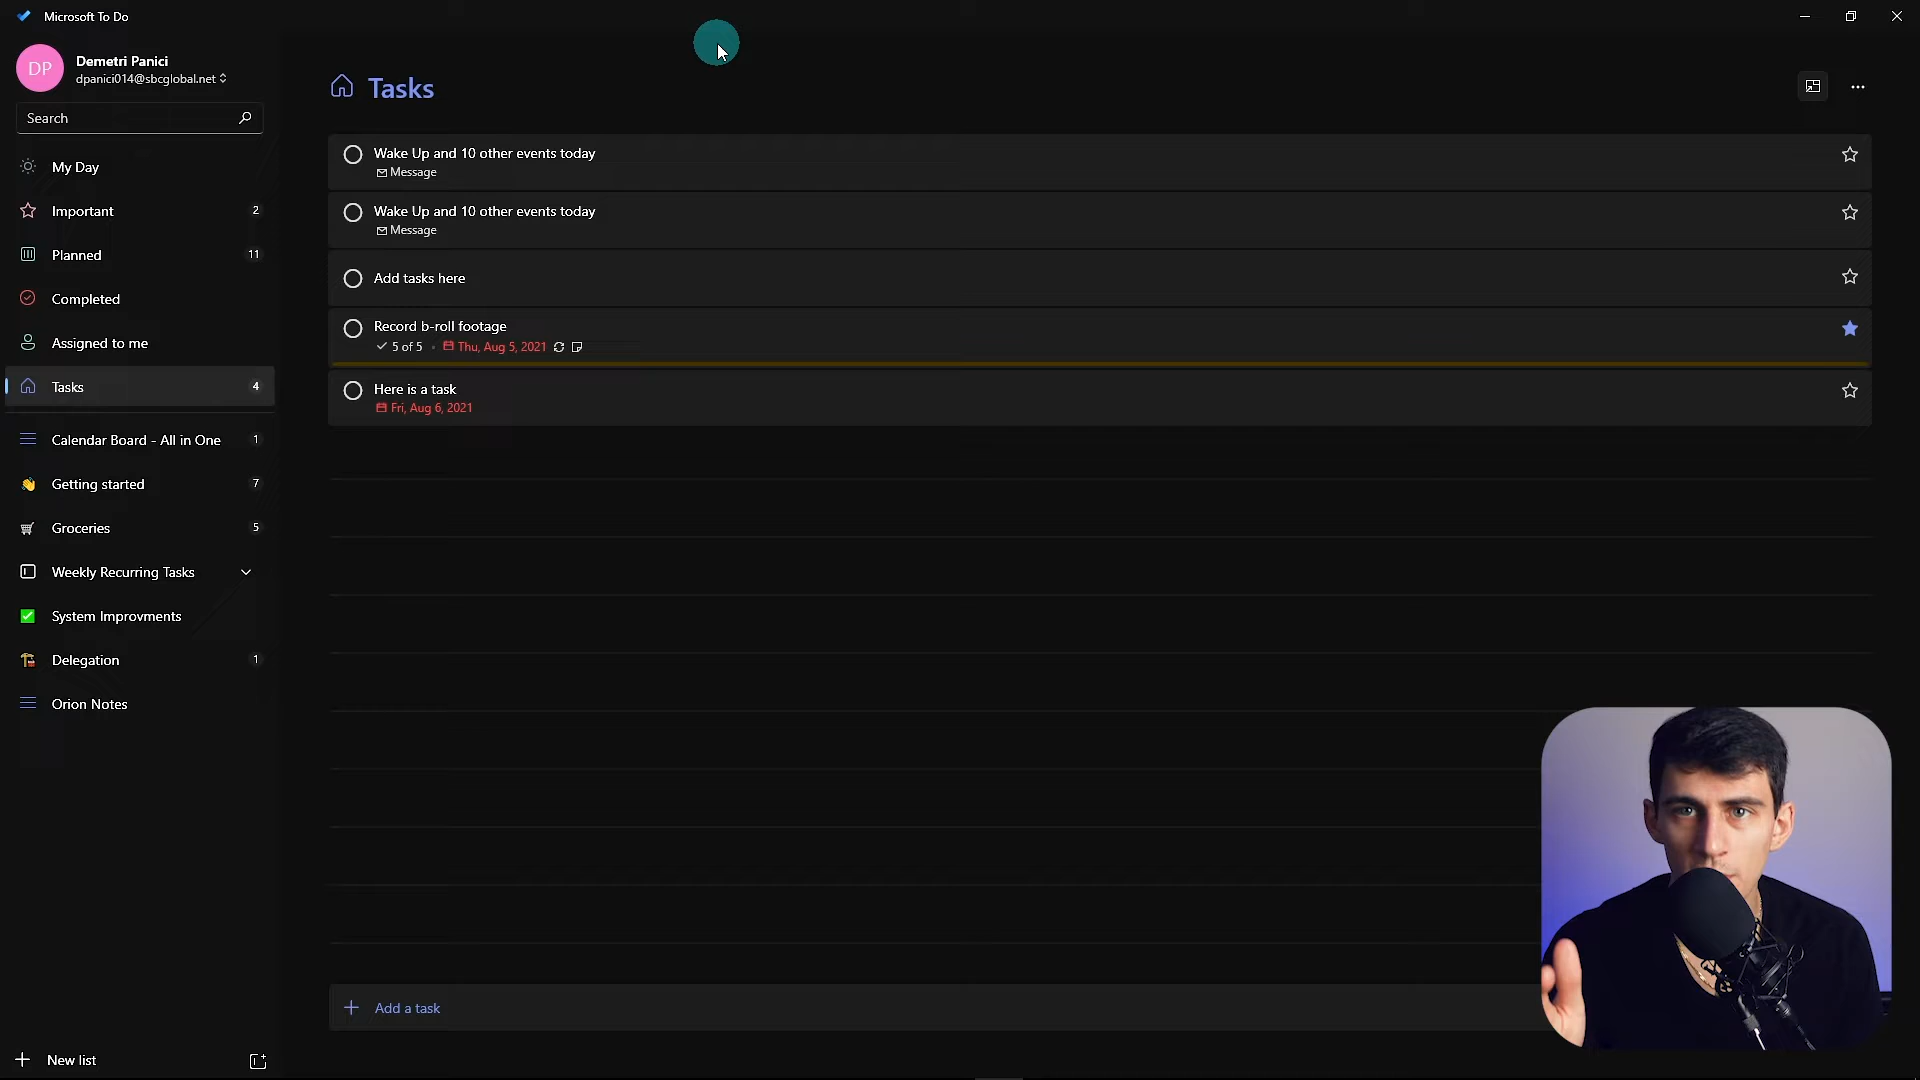 Microsoft To Do
DP
Demetri Panici
dpanici014@sbcglobal.net
Search
My Day
Important 2
Planned 11
Completed
Assigned to me
Tasks 4
Calendar Board - All in One 1
Getting started 7
Groceries 5
Weekly Recurring Tasks
System Improvments
Delegation 1
Orion Notes
New list
Tasks
Wake Up and 10 other events today
Message
Wake Up and 10 other events today
Message
Add tasks here
Record b-roll footage
5 of 5 • Thu, Aug 5, 2021
Here is a task
Fri, Aug 6, 2021
Add a task